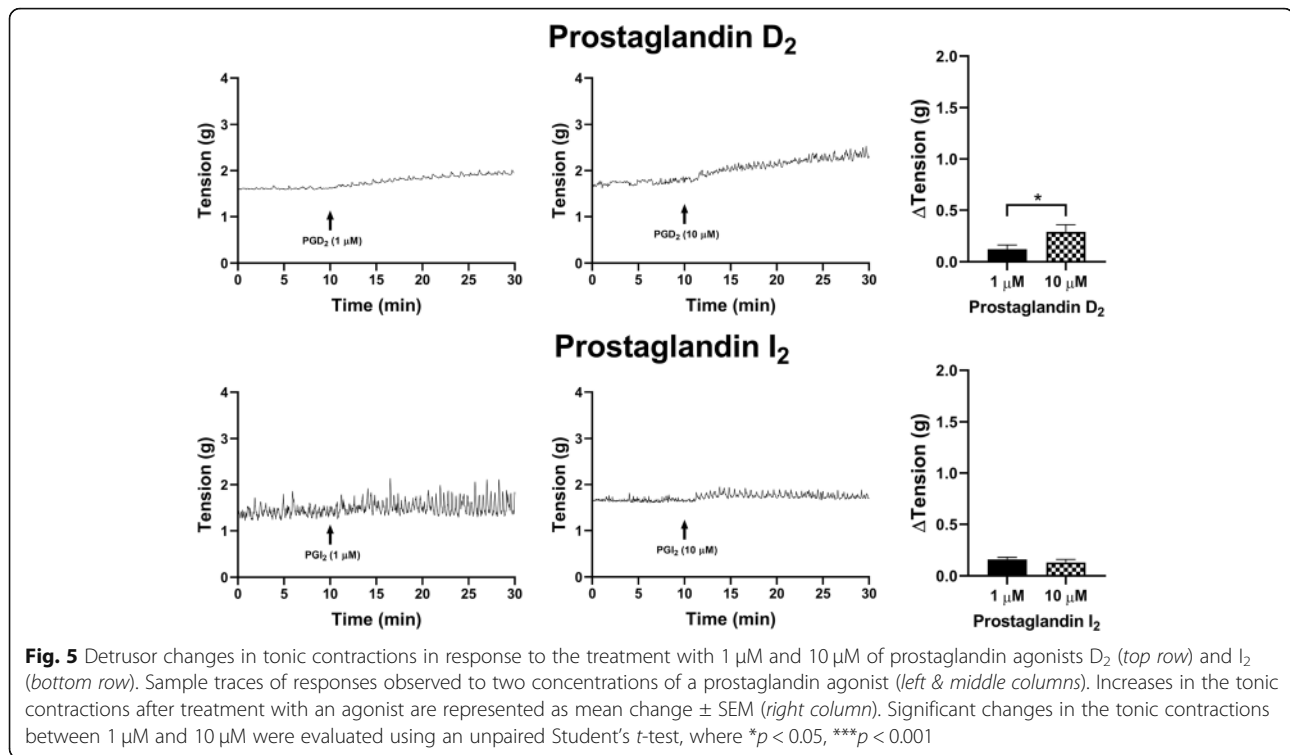 Prostaglandin D₂
4
3
2
1
0
Tension (g)
PGD₂ (1 μM)
0 5 10 15 20 25 30
Time (min)
4
3
2
1
0
Tension (g)
PGD₂ (10 μM)
0 5 10 15 20 25 30
Time (min)
2.0
1.5
1.0
0.5
0.0
ΔTension (g)
*
1 μM 10 μM
Prostaglandin D₂
Prostaglandin I₂
4
3
2
1
0
Tension (g)
PGI₂ (1 μM)
0 5 10 15 20 25 30
Time (min)
4
3
2
1
0
Tension (g)
PGI₂ (10 μM)
0 5 10 15 20 25 30
Time (min)
2.0
1.5
1.0
0.5
0.0
ΔTension (g)
1 μM 10 μM
Prostaglandin I₂
Fig. 5 Detrusor changes in tonic contractions in response to the treatment with 1 μM and 10 μM of prostaglandin agonists D₂ (top row) and I₂
(bottom row). Sample traces of responses observed to two concentrations of a prostaglandin agonist (left & middle columns). Increases in the tonic
contractions after treatment with an agonist are represented as mean change ± SEM (right column). Significant changes in the tonic contractions
between 1 μM and 10 μM were evaluated using an unpaired Student's t-test, where *p < 0.05, ***p < 0.001